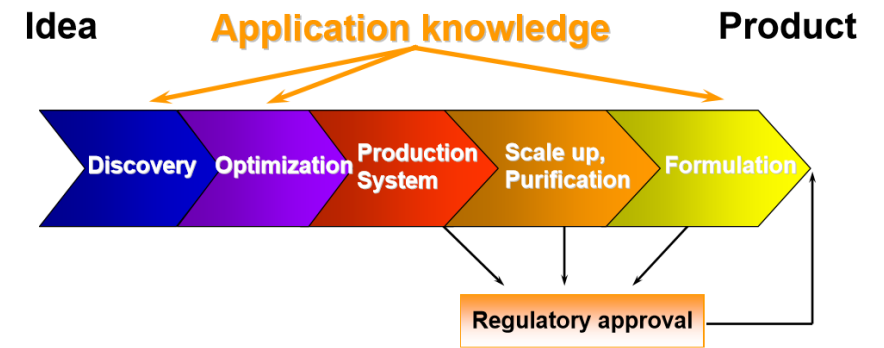 Idea
Application knowledge
Product
Discovery
Optimization
Production
System
Scale up,
Purification
Formulation
Regulatory approval